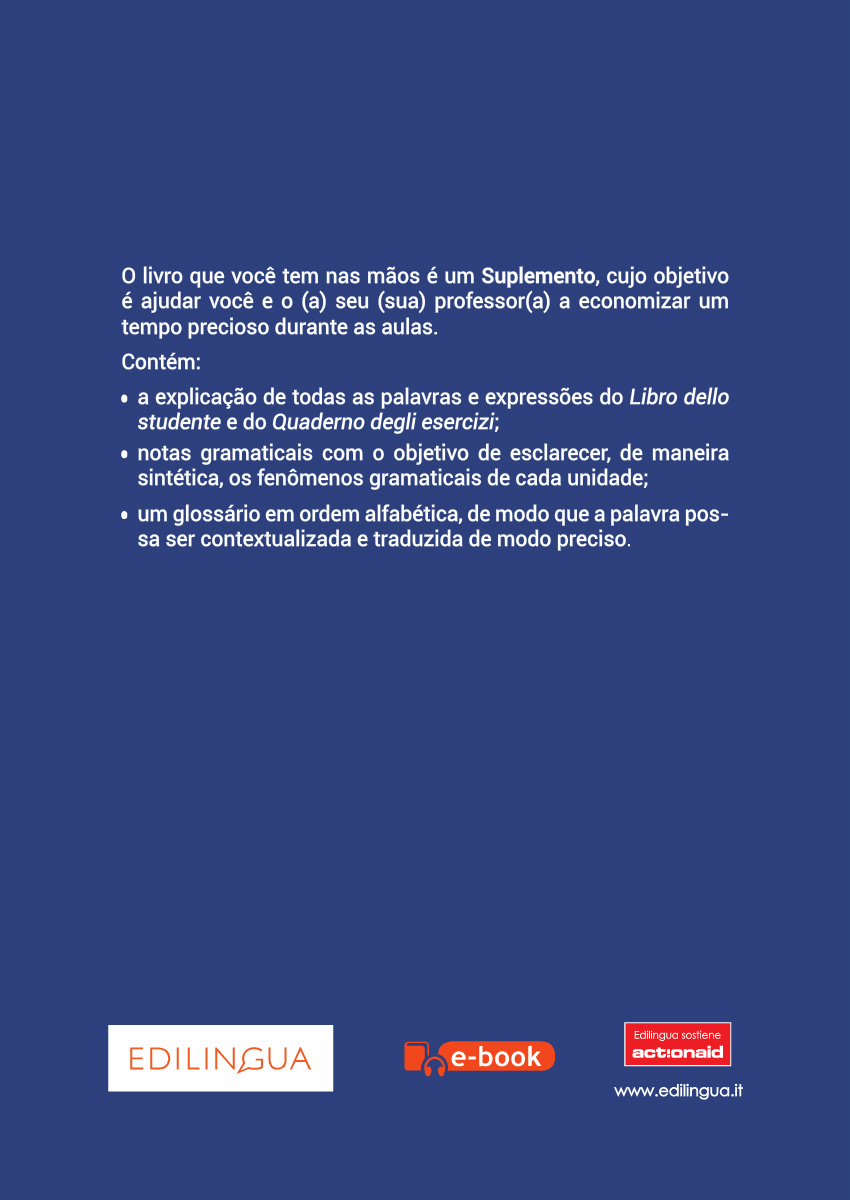 O livro que você tem nas mãos é um Suplemento, cujo objetivo
é ajudar você e o (a) seu (sua) professor(a) a economizar um
tempo precioso durante as aulas.
Contém:
• a explicação de todas as palavras e expressões do Libro dello
studente e do Quaderno degli esercizi;
• notas gramaticais com o objetivo de esclarecer, de maneira
sintética, os fenômenos gramaticais de cada unidade;
• um glossário em ordem alfabética, de modo que a palavra pos-
sa ser contextualizada e traduzida de modo preciso.
EDILINGUA
e-book
Edilingua sostiene
act!onaid
www.edilingua.it